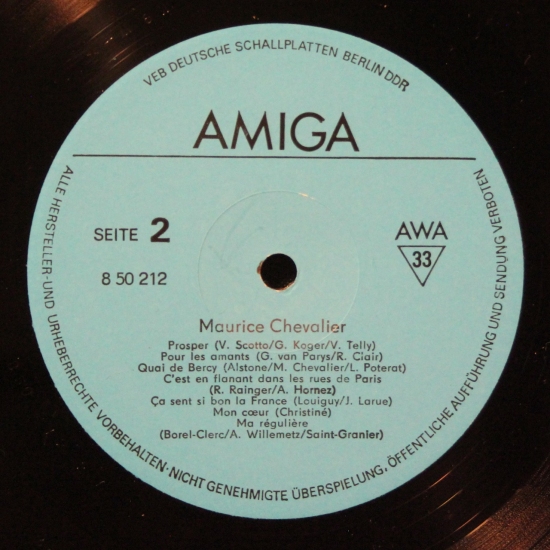 VEB DEUTSCHE SCHALLPLATTEN BERLIN DDR
AMIGA
SEITE 2
AWA
33
8 50 212
Maurice Chevalier
Prosper (V. Scotto/G. Koger/V. Telly)
Pour les amants (G. van Parys/R. Clair)
Quai de Bercy (Alstone/M. Chevalier/L. Poterat)
C'est en flanant dans les rues de Paris
(R. Rainger/A. Hornez)
Ça sent si bon la France (Louiguy/J. Larue)
Mon cœur (Christiné)
Ma régulière
(Borel-Clerc/A. Willemetz/Saint-Granier)
ALLE HERSTELLER- UND URHEBERRECHTE VORBEHALTEN · NICHT GENEHMIGTE ÜBERSPIELUNG, ÖFFENTLICHE AUFFÜHRUNG UND SENDUNG VERBOTEN